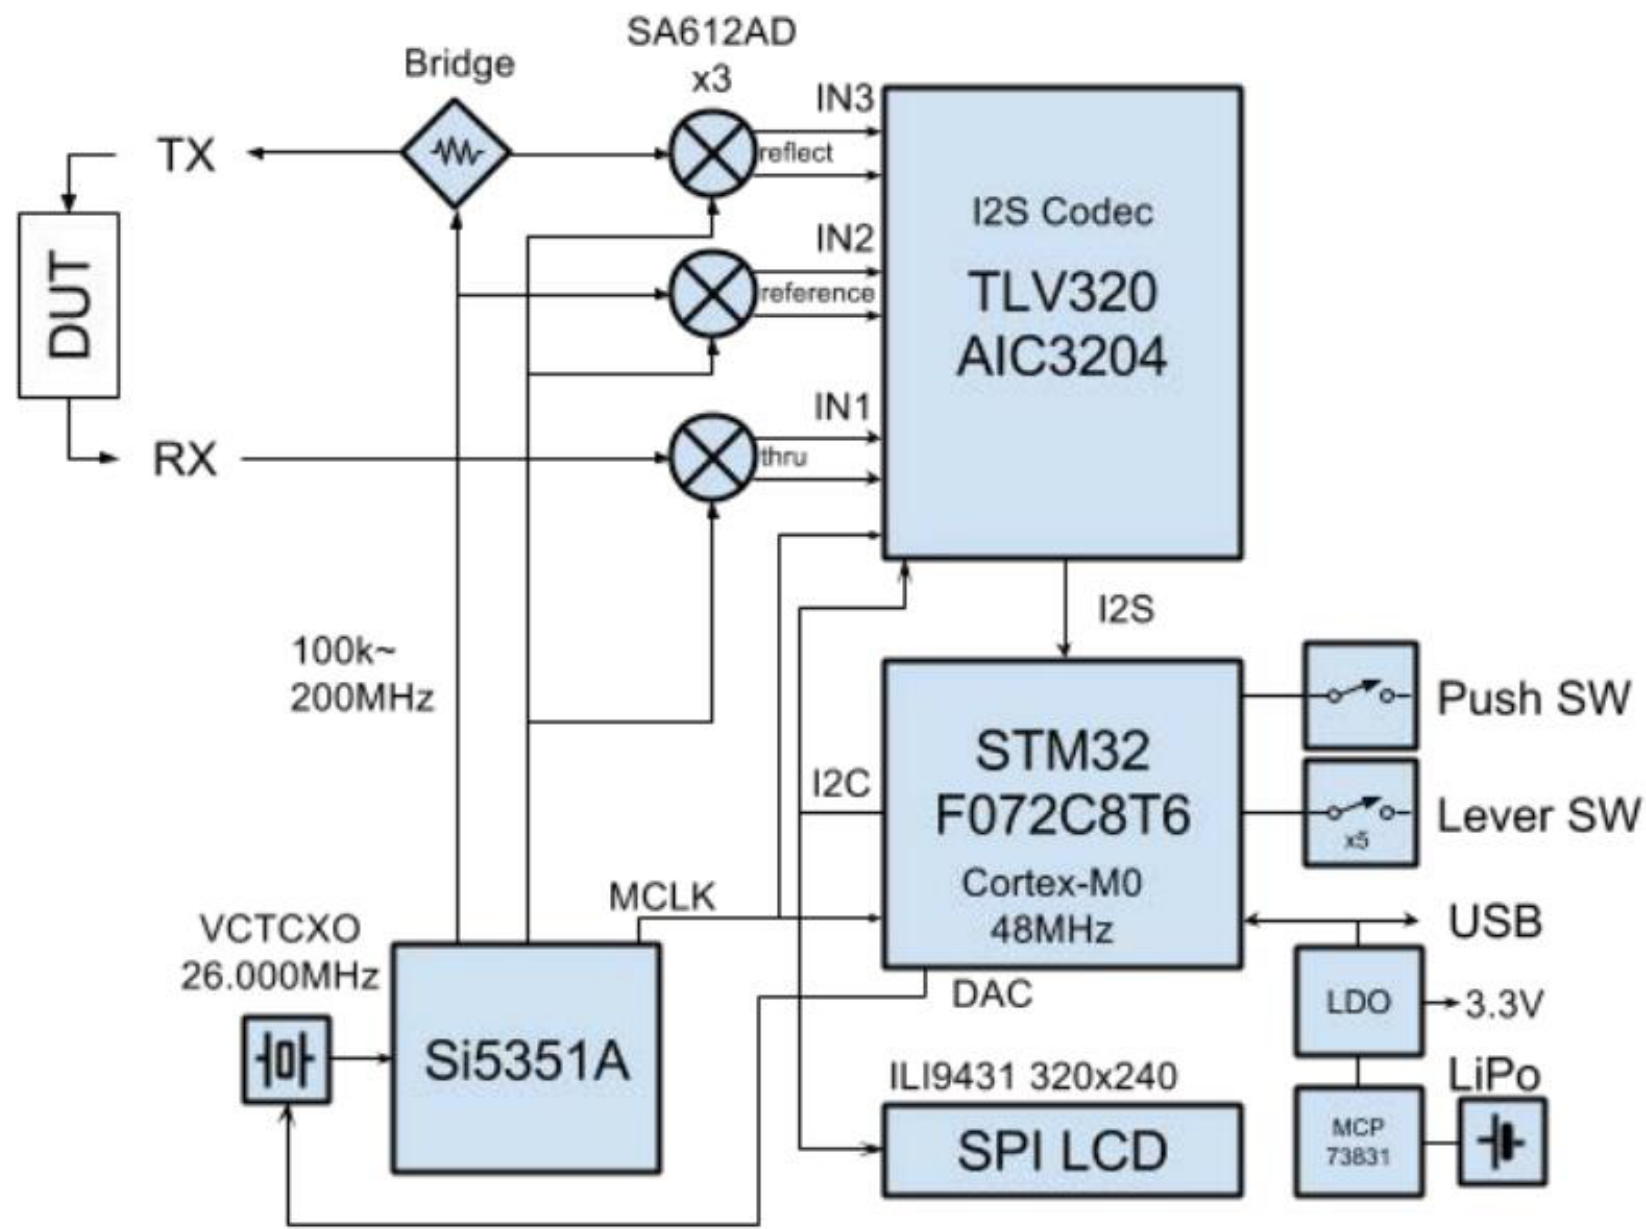 SA612AD
x3
Bridge
TX
IN3
reflect
I2S Codec
TLV320
AIC3204
IN2
reference
DUT
IN1
thru
RX
I2S
100k~
200MHz
Push SW
STM32
F072C8T6
Cortex-M0
48MHz
I2C
Lever SW
x5
MCLK
USB
VCTCXO
26.000MHz
DAC
LDO
3.3V
Si5351A
ILI9431 320x240
SPI LCD
LiPo
MCP
73831